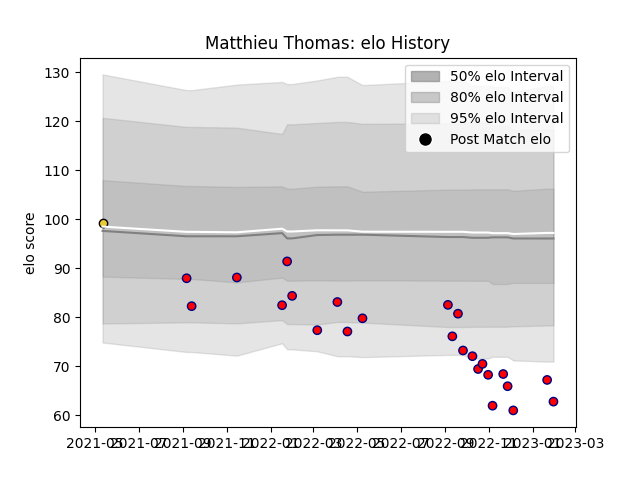 Matthieu Thomas: elo History
50% elo Interval
80% elo Interval
95% elo Interval
Post Match elo
elo score
130
120
110
100
90
80
70
60
2021-05 2021-07 2021-09 2021-11 2022-01 2022-03 2022-05 2022-07 2022-09 2022-11 2023-01 2023-03